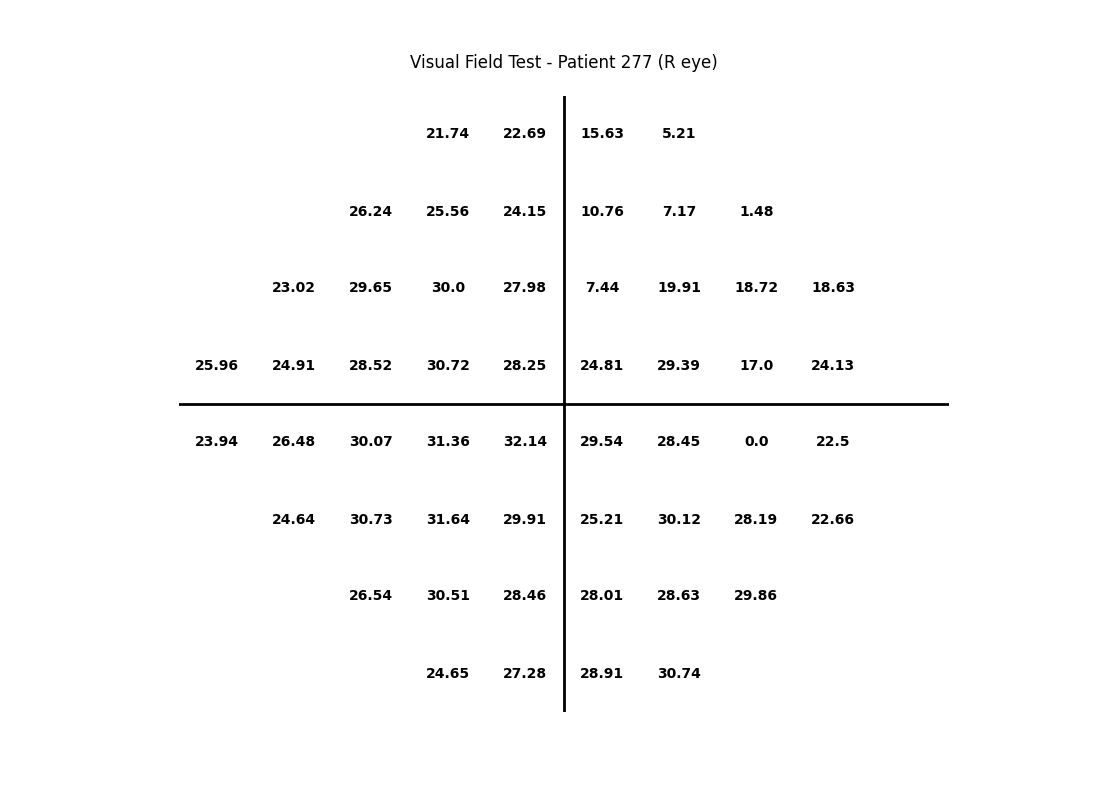 Visual Field Test - Patient 277 (R eye)
21.74 22.69 15.63 5.21
26.24 25.56 24.15 10.76 7.17 1.48
23.02 29.65 30.0 27.98 7.44 19.91 18.72 18.63
25.96 24.91 28.52 30.72 28.25 24.81 29.39 17.0 24.13
23.94 26.48 30.07 31.36 32.14 29.54 28.45 0.0 22.5
24.64 30.73 31.64 29.91 25.21 30.12 28.19 22.66
26.54 30.51 28.46 28.01 28.63 29.86
24.65 27.28 28.91 30.74